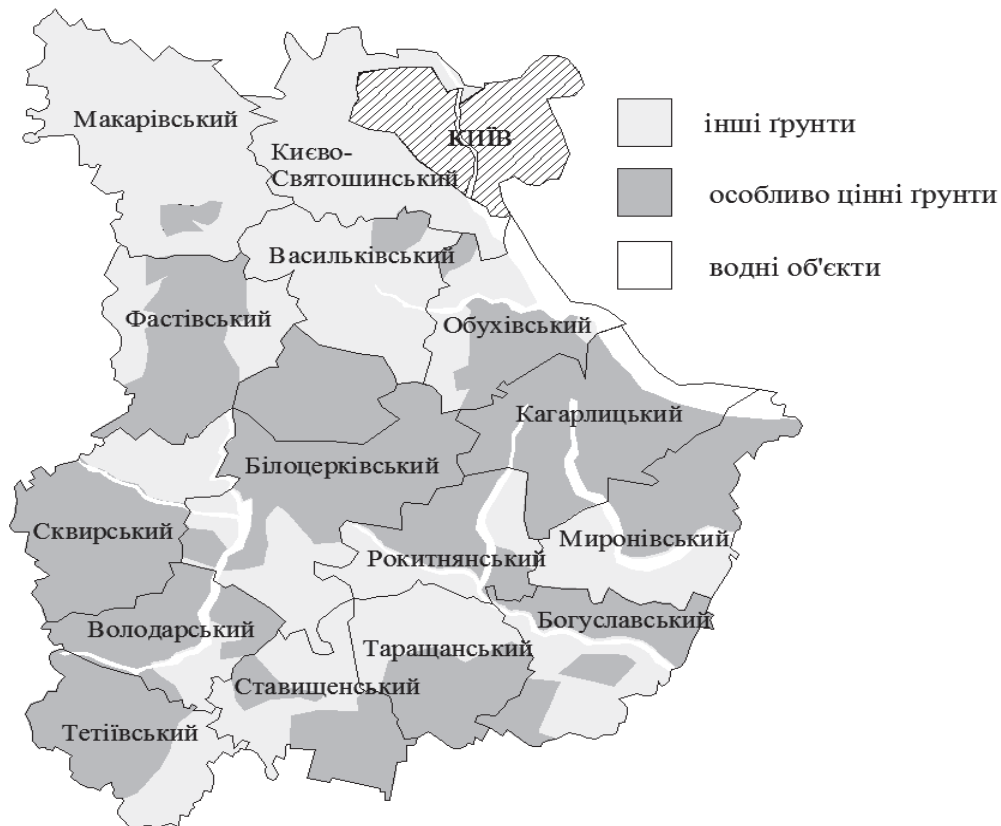 Макарівський
КИЇВ
Києво-
Святошинський
Васильківський
Фастівський
Обухівський
Кагарлицький
Білоцерківський
Сквирський
Миронівський
Рокитнянський
Богуславський
Володарський
Таращанський
Ставищенський
Тетіївський
інші ґрунти
особливо цінні ґрунти
водні об'єкти